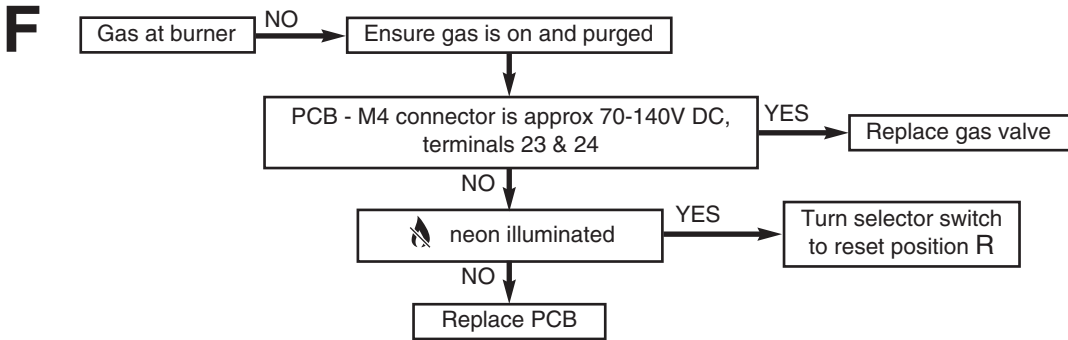 F
Gas at burner
NO
Ensure gas is on and purged
PCB - M4 connector is approx 70-140V DC,
terminals 23 & 24
YES
Replace gas valve
NO
neon illuminated
YES
Turn selector switch
to reset position R
NO
Replace PCB